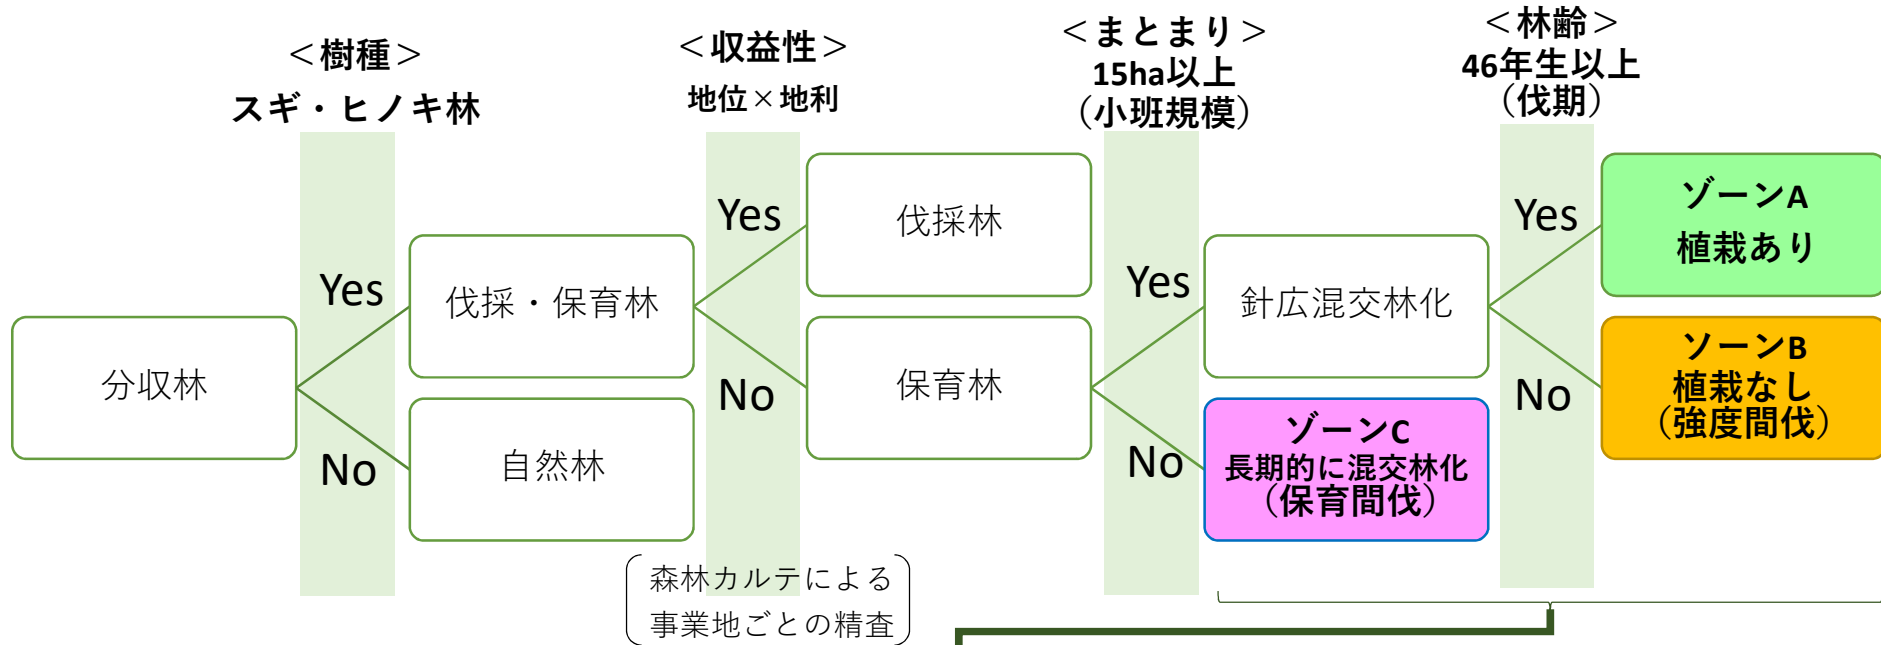 ＜樹種＞
スギ・ヒノキ林
＜収益性＞
地位×地利
＜まとまり＞
15ha以上
（小班規模）
＜林齢＞
46年生以上
（伐期）
分収林
Yes
No
伐採・保育林
自然林
Yes
No
伐採林
保育林
Yes
No
針広混交林化
ゾーンC
長期的に混交林化
（保育間伐）
Yes
No
ゾーンA
植栽あり
ゾーンB
植栽なし
（強度間伐）
森林カルテによる
事業地ごとの精査